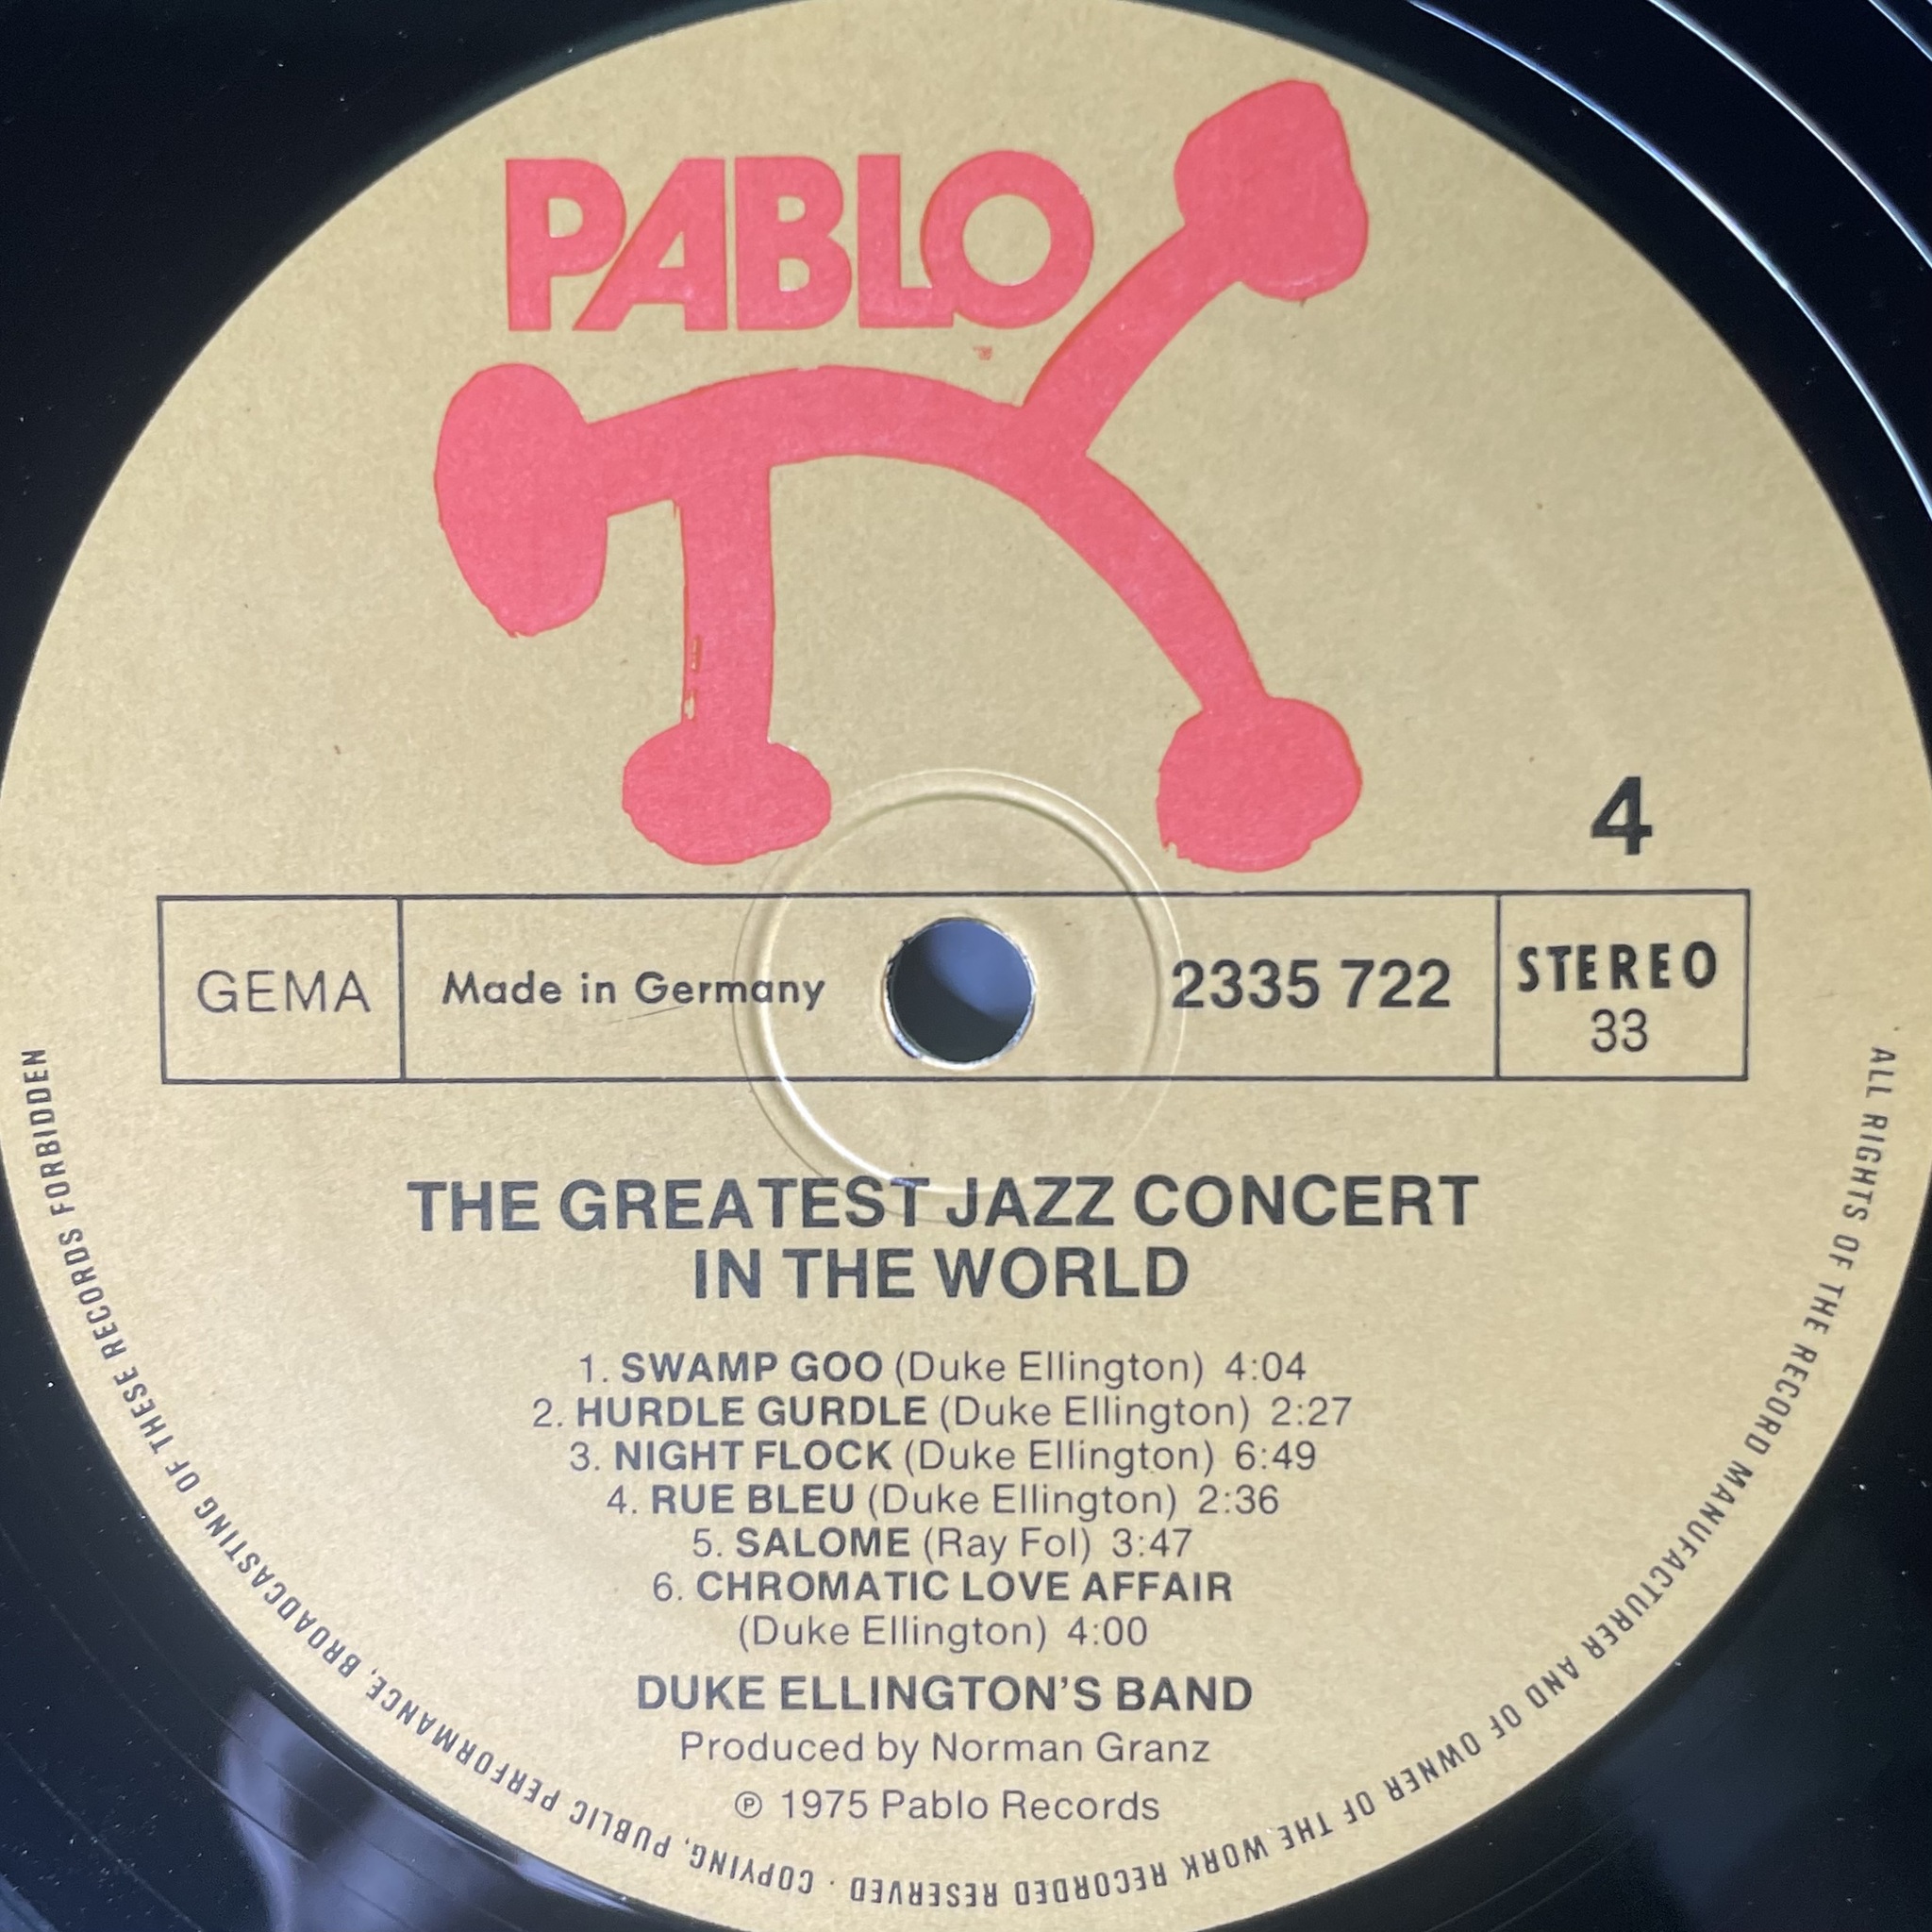 PABLO
4
GEMA
Made in Germany
2335 722
STEREO
33
THE GREATEST JAZZ CONCERT
IN THE WORLD
1. SWAMP GOO (Duke Ellington) 4:04
2. HURDLE GURDLE (Duke Ellington) 2:27
3. NIGHT FLOCK (Duke Ellington) 6:49
4. RUE BLEU (Duke Ellington) 2:36
5. SALOME (Ray Fol) 3:47
6. CHROMATIC LOVE AFFAIR
(Duke Ellington) 4:00
DUKE ELLINGTON'S BAND
Produced by Norman Granz
℗ 1975 Pablo Records
ALL RIGHTS OF THE RECORD MANUFACTURER AND OF OWNER OF THE WORK RECORDED RESERVED · COPYING, PUBLIC PERFORMANCE, BROADCASTING OF THESE RECORDS FORBIDDEN